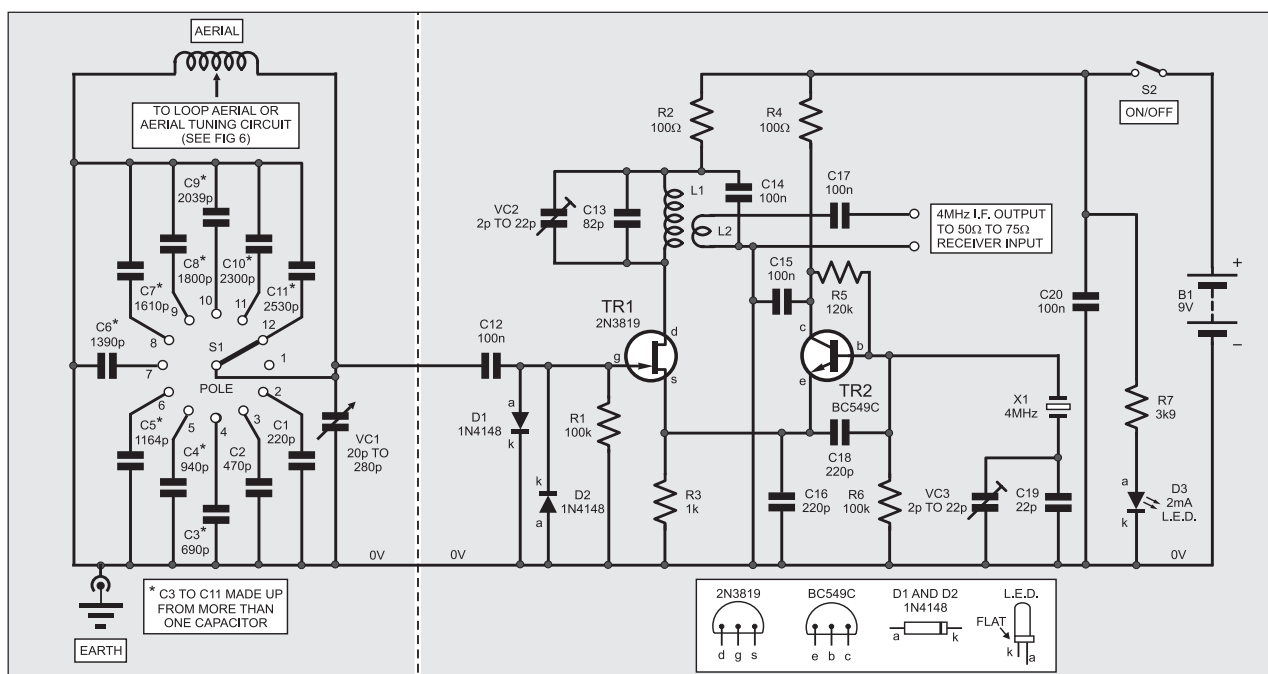 AERIAL
TO LOOP AERIAL OR
AERIAL TUNING CIRCUIT
(SEE FIG 6)
C9*
2039p
C8*
1800p
C10*
2300p
C7*
1610p
C11*
2530p
C6*
1390p
8
9
10
11
12
S1
1
7
POLE
6
5
4
3
2
C5*
1164p
C4*
940p
C3*
690p
C2
470p
C1
220p
VC1
20p TO
280p
0V
* C3 TO C11 MADE UP
FROM MORE THAN
ONE CAPACITOR
EARTH
R2
100Ω
R4
100Ω
S2
ON/OFF
VC2
2p TO 22p
C13
82p
L1
L2
C14
100n
C17
100n
4MHz I.F. OUTPUT
TO 50Ω TO 75Ω
RECEIVER INPUT
C15
100n
R5
120k
C20
100n
B1
9V
+
−
TR1
2N3819
d
g
s
C12
100n
c
b
e
TR2
BC549C
X1
4MHz
R7
3k9
D1
1N4148
a
k
D2
1N4148
k
a
R1
100k
R3
1k
C18
220p
C16
220p
R6
100k
VC3
2p TO 22p
C19
22p
a
k
D3
2mA
L.E.D.
0V
0V
2N3819
d g s
BC549C
e b c
D1 AND D2
1N4148
a k
L.E.D.
FLAT
k
a